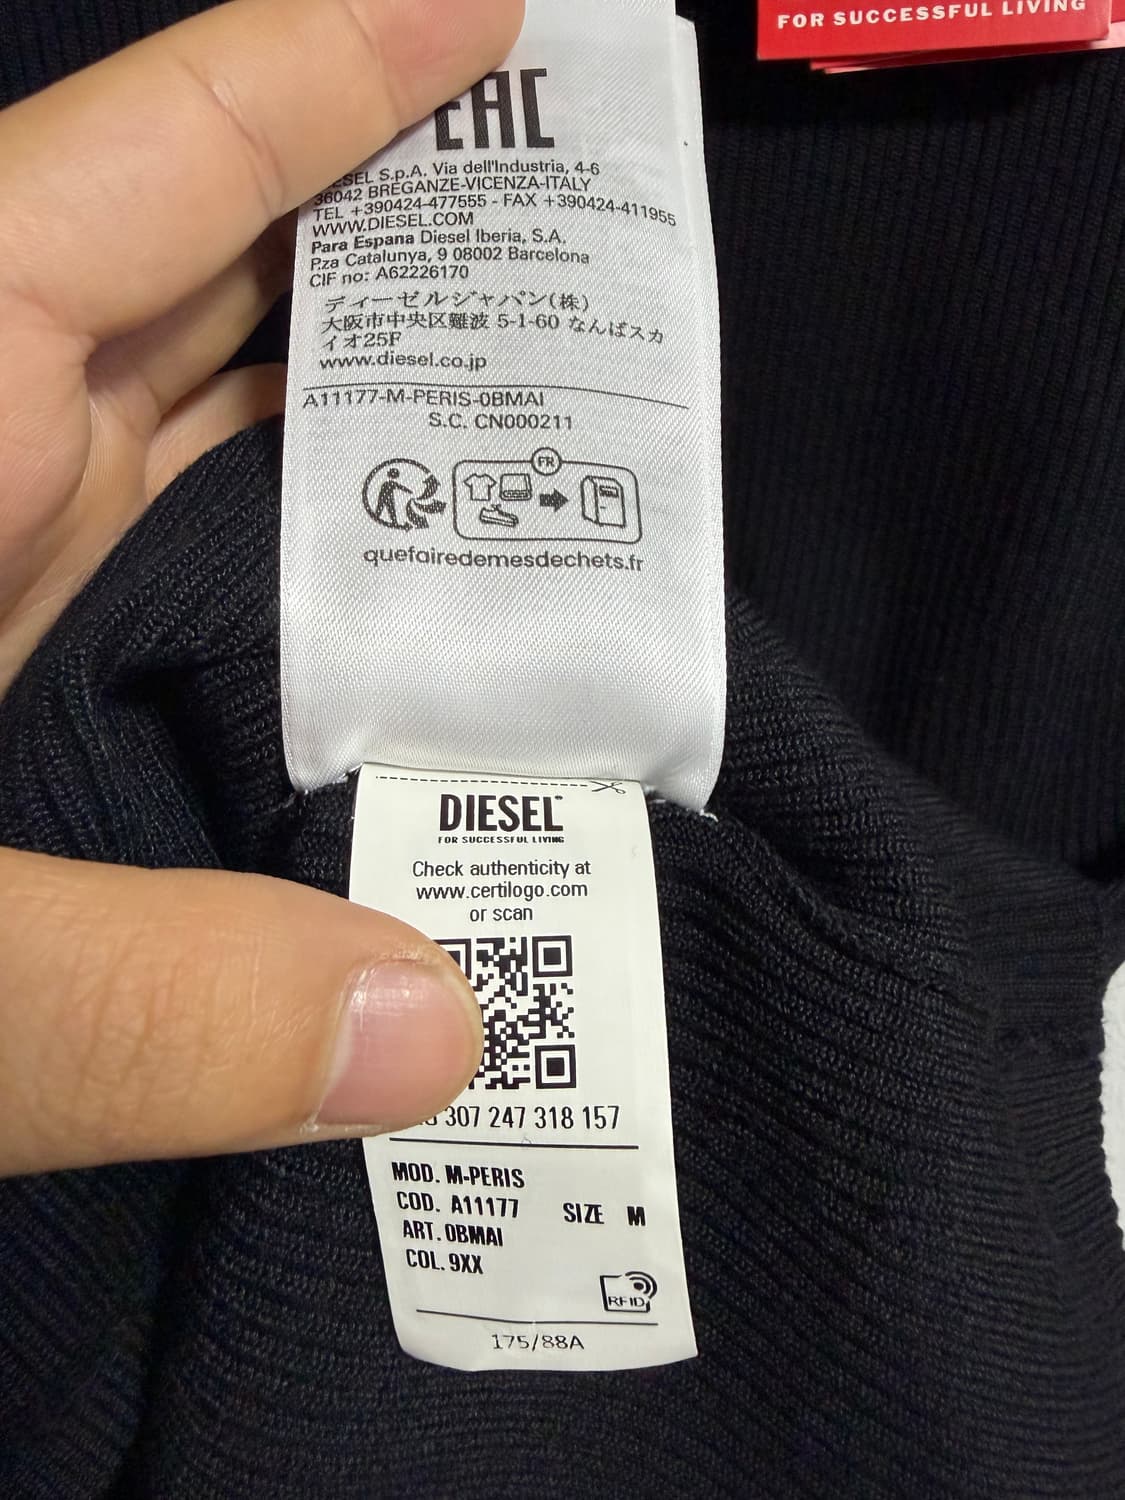 FOR SUCCESSFUL LIVING
EAC
DIESEL S.p.A. Via dell'Industria, 4-6
36042 BREGANZE-VICENZA-ITALY
TEL +390424-477555 - FAX +390424-411955
WWW.DIESEL.COM
Para Espana Diesel Iberia, S.A.
P.za Catalunya, 9 08002 Barcelona
CIF no: A62226170
ディーゼルジャパン(株)
大阪市中央区難波 5-1-60 なんばスカ
イオ25F
www.diesel.co.jp
A11177-M-PERIS-0BMAI
S.C. CN000211
FR
quefairedemesdechets.fr
DIESEL
FOR SUCCESSFUL LIVING
Check authenticity at
www.certilogo.com
or scan
307 247 318 157
MOD. M-PERIS
COD. A11177 SIZE M
ART. 0BMAI
COL. 9XX
RFID
175/88A